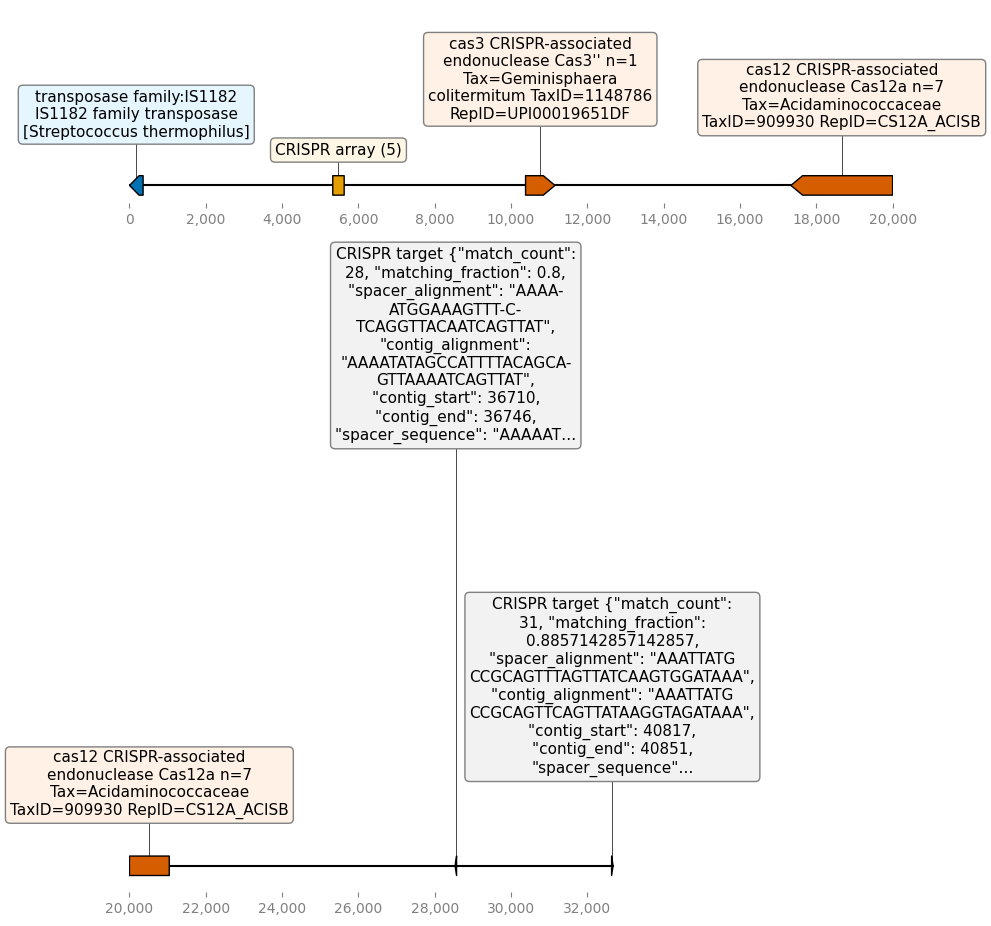 cas3 CRISPR-associated
endonuclease Cas3'' n=1
Tax=Geminisphaera
colitermitum TaxID=1148786
RepID=UPI00019651DF
cas12 CRISPR-associated
endonuclease Cas12a n=7
Tax=Acidaminococcaceae
TaxID=909930 RepID=CS12A_ACISB
transposase family:IS1182
IS1182 family transposase
[Streptococcus thermophilus]
CRISPR array (5)
0 2,000 4,000 6,000 8,000 10,000 12,000 14,000 16,000 18,000 20,000
CRISPR target {"match_count":
28, "matching_fraction": 0.8,
"spacer_alignment": "AAAA-
ATGGAAAGTTT-C-
TCAGGTTACAATCAGTTAT",
"contig_alignment":
"AAAATATAGCCATTTTACAGCA-
GTTAAAATCAGTTAT",
"contig_start": 36710,
"contig_end": 36746,
"spacer_sequence": "AAAAAT...
CRISPR target {"match_count":
31, "matching_fraction":
0.8857142857142857,
"spacer_alignment": "AAATTATG
CCGCAGTTTAGTTATCAAGTGGATAAA",
"contig_alignment": "AAATTATG
CCGCAGTTCAGTTATAAGGTAGATAAA",
"contig_start": 40817,
"contig_end": 40851,
"spacer_sequence"...
cas12 CRISPR-associated
endonuclease Cas12a n=7
Tax=Acidaminococcaceae
TaxID=909930 RepID=CS12A_ACISB
20,000 22,000 24,000 26,000 28,000 30,000 32,000